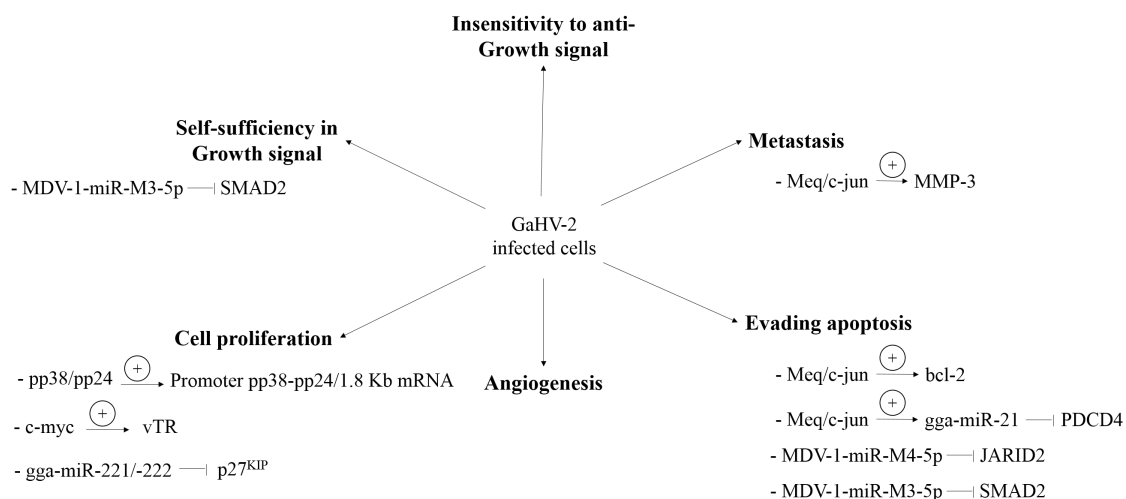 Insensitivity to anti-
Growth signal
Self-sufficiency in
Growth signal
- MDV-1-miR-M3-5p SMAD2
Metastasis
- Meq/c-jun + MMP-3
GaHV-2
infected cells
Cell proliferation
- pp38/pp24 + Promoter pp38-pp24/1.8 Kb mRNA
- c-myc + vTR
- gga-miR-221/-222 p27KIP
Angiogenesis
Evading apoptosis
- Meq/c-jun + bcl-2
- Meq/c-jun + gga-miR-21 PDCD4
- MDV-1-miR-M4-5p JARID2
- MDV-1-miR-M3-5p SMAD2